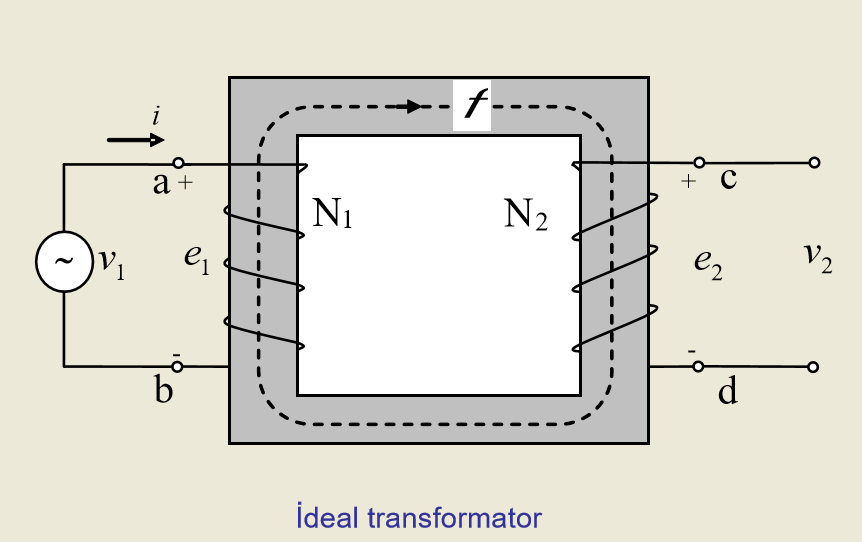 f
i
a + + c
N₁ N₂
~ v₁ e₁ e₂ v₂
- -
b d
İdeal transformator